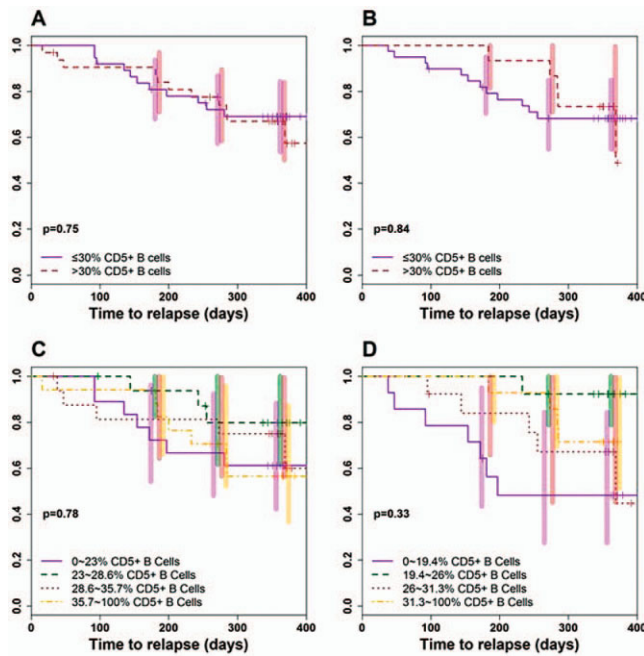 A
1.0
0.8
0.6
0.4
0.2
0.0
p=0.75
≤30% CD5+ B cells
>30% CD5+ B cells
0 100 200 300 400
Time to relapse (days)
B
1.0
0.8
0.6
0.4
0.2
0.0
p=0.84
≤30% CD5+ B cells
>30% CD5+ B cells
0 100 200 300 400
Time to relapse (days)
C
1.0
0.8
0.6
0.4
0.2
0.0
p=0.78
0~23% CD5+ B Cells
23~28.6% CD5+ B Cells
28.6~35.7% CD5+ B Cells
35.7~100% CD5+ B Cells
0 100 200 300 400
Time to relapse (days)
D
1.0
0.8
0.6
0.4
0.2
0.0
p=0.33
0~19.4% CD5+ B Cells
19.4~26% CD5+ B Cells
26~31.3% CD5+ B Cells
31.3~100% CD5+ B Cells
0 100 200 300 400
Time to relapse (days)